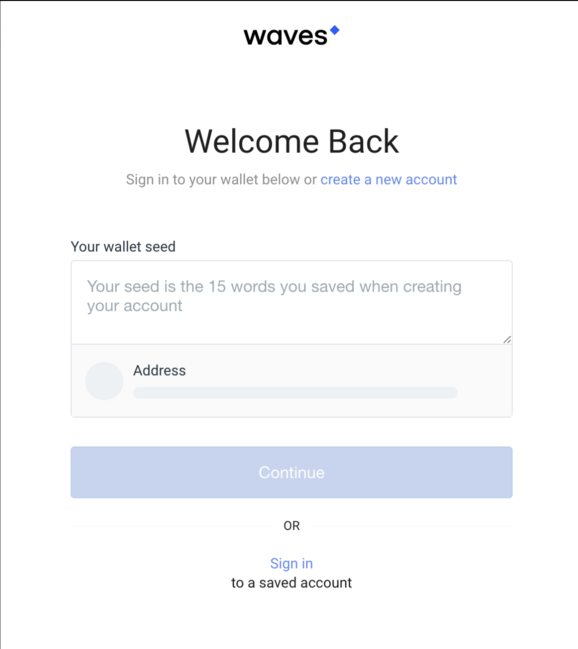 waves
Welcome Back
Sign in to your wallet below or create a new account
Your wallet seed
Your seed is the 15 words you saved when creating
your account
Address
Continue
OR
Sign in
to a saved account